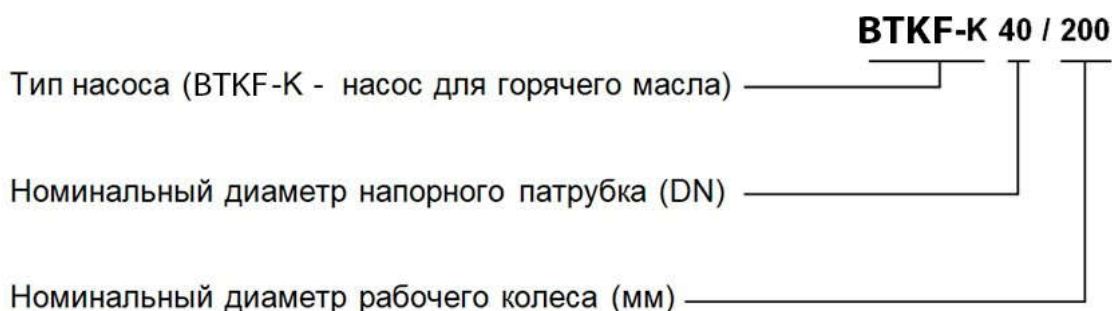 BTKF-K 40 / 200
Тип насоса (BTKF-K - насос для горячего масла)
Номинальный диаметр напорного патрубка (DN)
Номинальный диаметр рабочего колеса (мм)